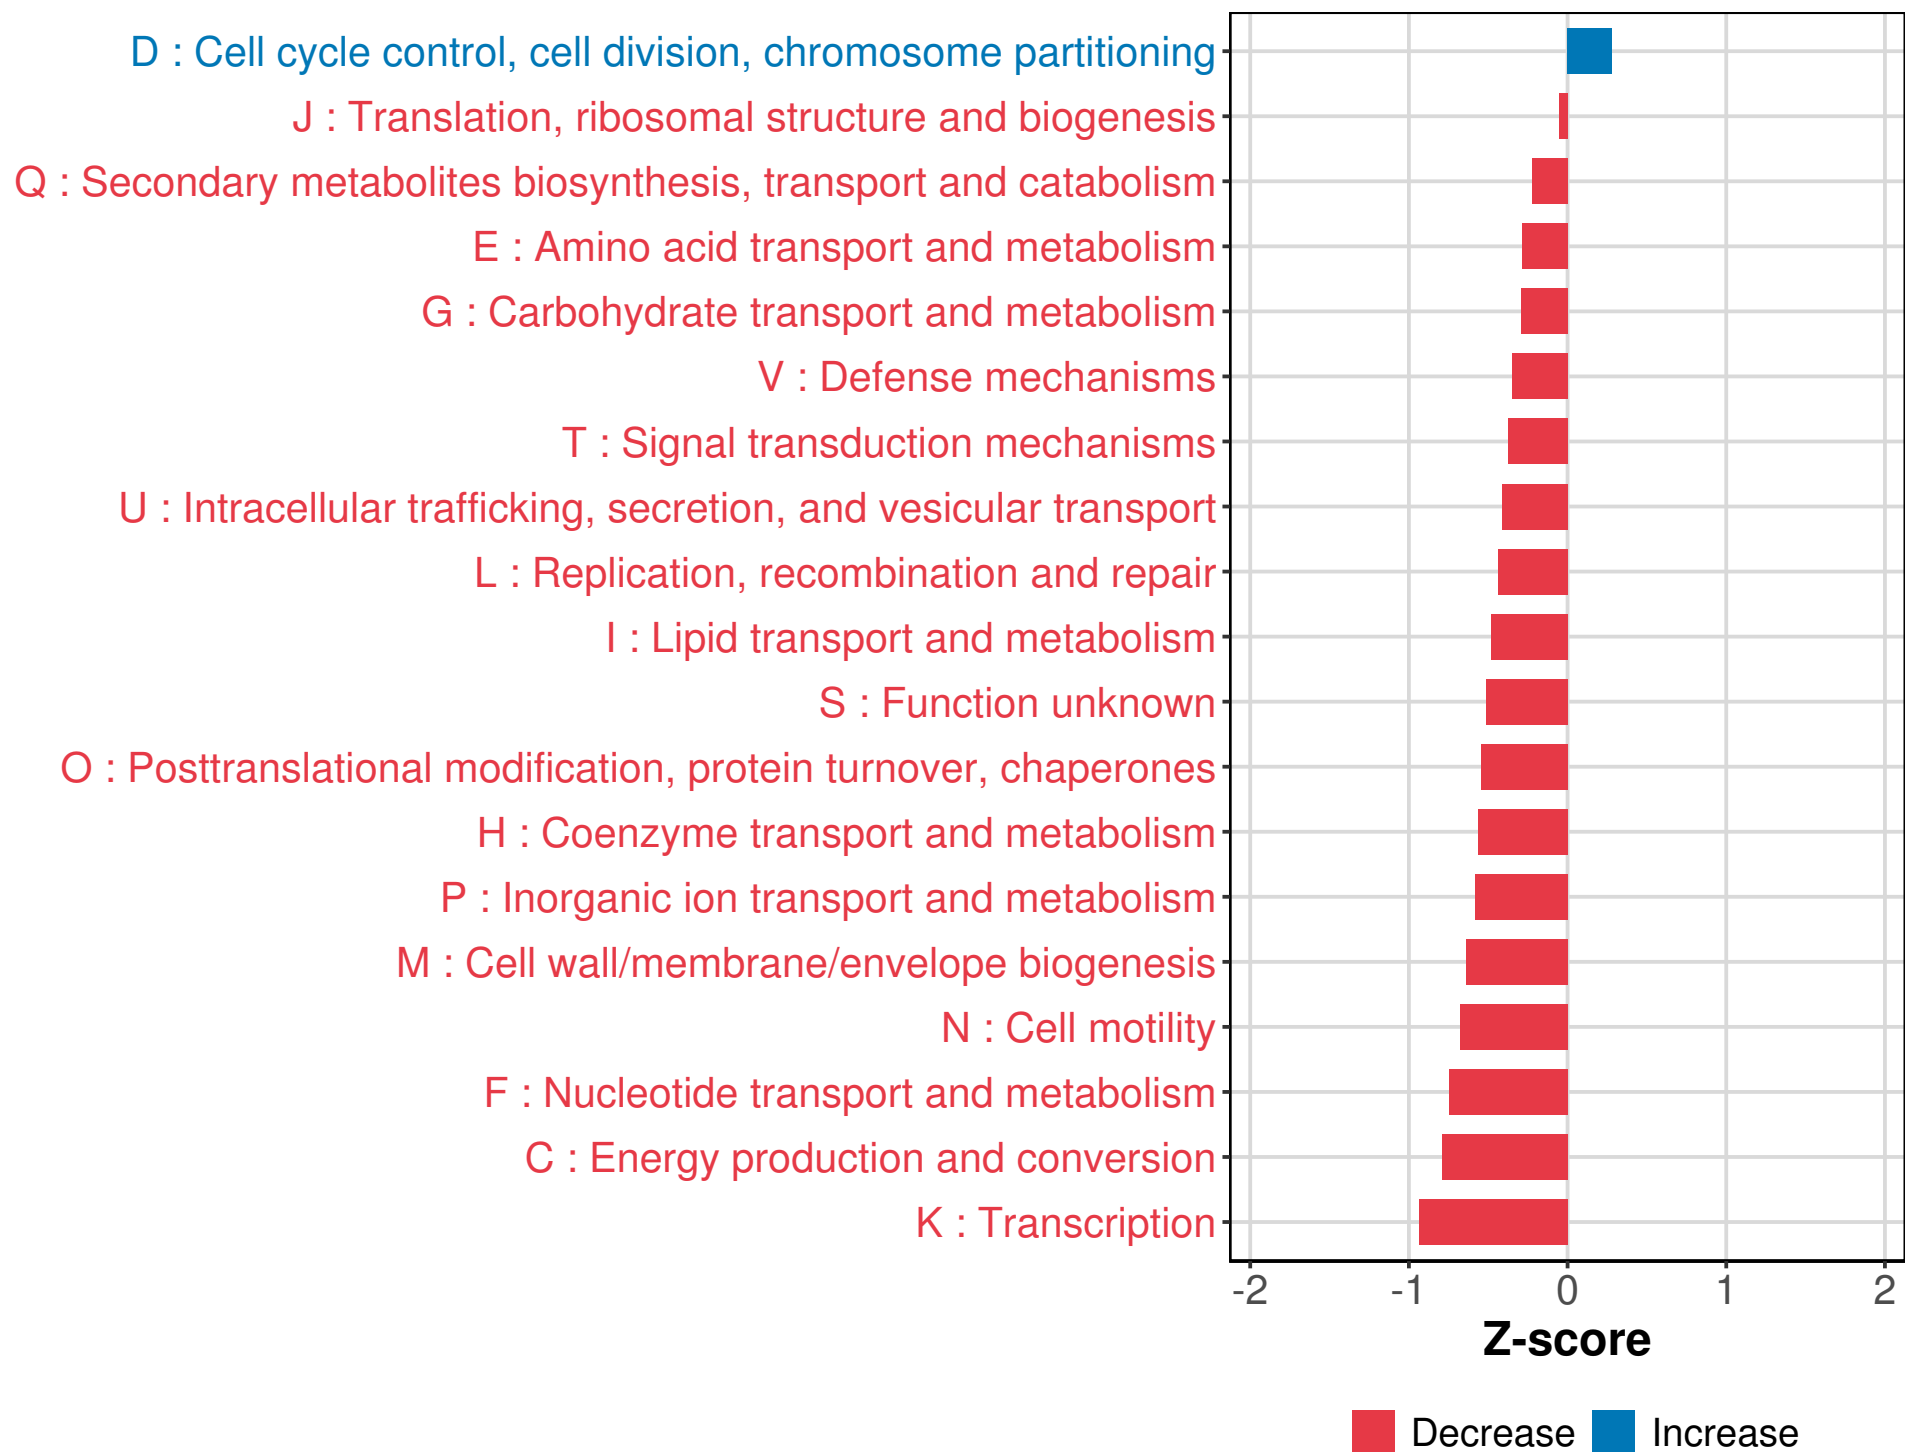 D : Cell cycle control, cell division, chromosome partitioning
J : Translation, ribosomal structure and biogenesis
Q : Secondary metabolites biosynthesis, transport and catabolism
E : Amino acid transport and metabolism
G : Carbohydrate transport and metabolism
V : Defense mechanisms
T : Signal transduction mechanisms
U : Intracellular trafficking, secretion, and vesicular transport
L : Replication, recombination and repair
I : Lipid transport and metabolism
S : Function unknown
O : Posttranslational modification, protein turnover, chaperones
H : Coenzyme transport and metabolism
P : Inorganic ion transport and metabolism
M : Cell wall/membrane/envelope biogenesis
N : Cell motility
F : Nucleotide transport and metabolism
C : Energy production and conversion
K : Transcription
-2 -1 0 1 2
Z-score
Decrease Increase